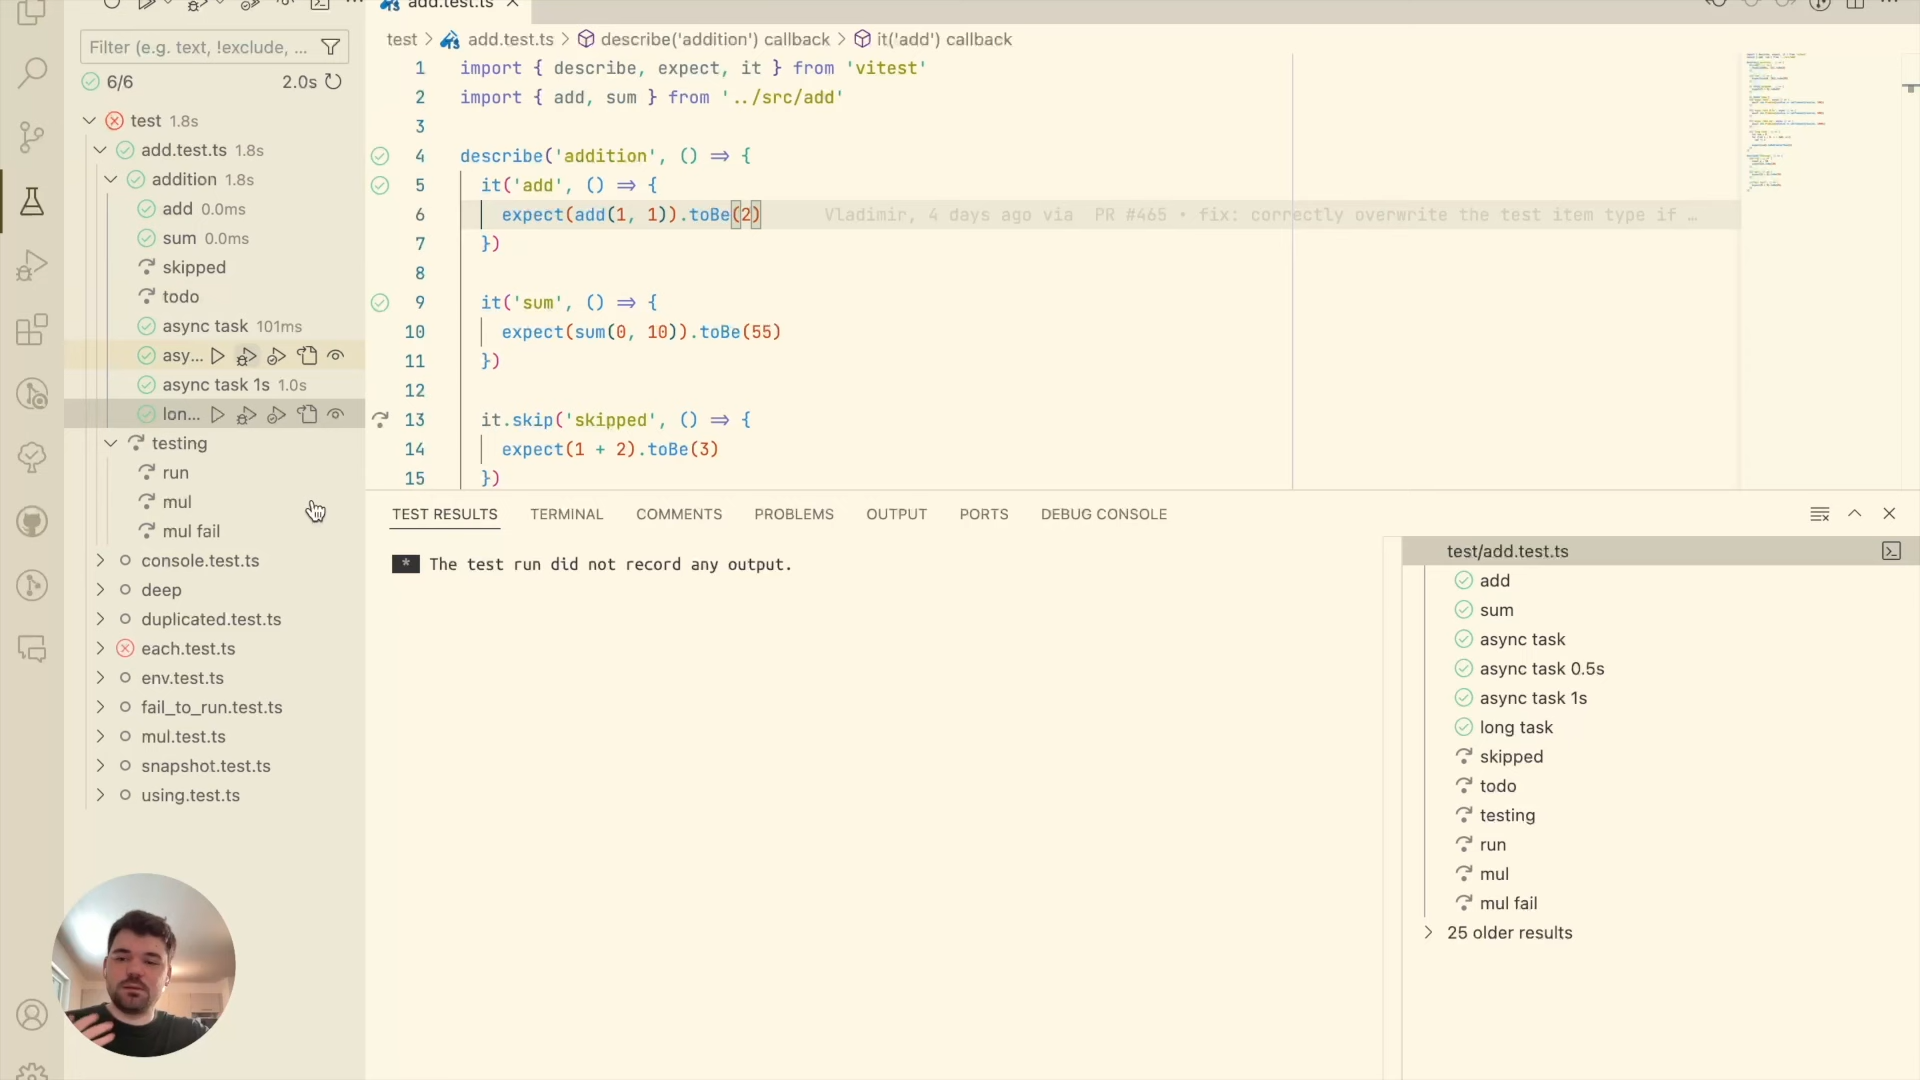 add.test.ts
Filter (e.g. text, !exclude, ...
6/6
2.0s
test 1.8s
add.test.ts 1.8s
addition 1.8s
add 0.0ms
sum 0.0ms
skipped
todo
async task 101ms
asy...
async task 1s 1.0s
lon...
testing
run
mul
mul fail
console.test.ts
deep
duplicated.test.ts
each.test.ts
env.test.ts
fail_to_run.test.ts
mul.test.ts
snapshot.test.ts
using.test.ts
test > add.test.ts > describe('addition') callback > it('add') callback
1 import { describe, expect, it } from 'vitest'
2 import { add, sum } from '../src/add'
3
4 describe('addition', () => {
5 it('add', () => {
6 expect(add(1, 1)).toBe(2) Vladimir, 4 days ago via PR #465 • fix: correctly overwrite the test item type if …
7 })
8
9 it('sum', () => {
10 expect(sum(0, 10)).toBe(55)
11 })
12
13 it.skip('skipped', () => {
14 expect(1 + 2).toBe(3)
15 })
TEST RESULTS TERMINAL COMMENTS PROBLEMS OUTPUT PORTS DEBUG CONSOLE
* The test run did not record any output.
test/add.test.ts
add
sum
async task
async task 0.5s
async task 1s
long task
skipped
todo
testing
run
mul
mul fail
25 older results